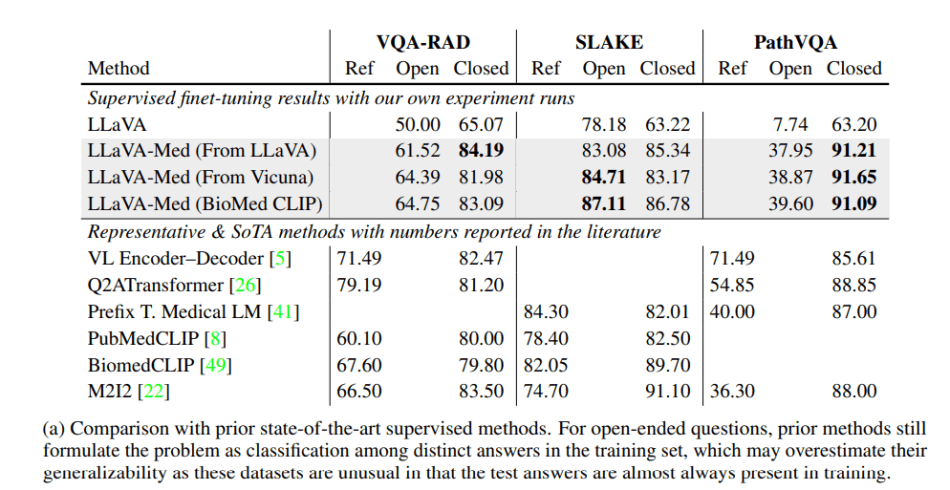 VQA-RAD SLAKE PathVQA
Method Ref Open Closed Ref Open Closed Ref Open Closed
Supervised finet-tuning results with our own experiment runs
LLaVA 50.00 65.07 78.18 63.22 7.74 63.20
LLaVA-Med (From LLaVA) 61.52 84.19 83.08 85.34 37.95 91.21
LLaVA-Med (From Vicuna) 64.39 81.98 84.71 83.17 38.87 91.65
LLaVA-Med (BioMed CLIP) 64.75 83.09 87.11 86.78 39.60 91.09
Representative & SoTA methods with numbers reported in the literature
VL Encoder–Decoder [5] 71.49 82.47 71.49 85.61
Q2ATransformer [26] 79.19 81.20 54.85 88.85
Prefix T. Medical LM [41] 84.30 82.01 40.00 87.00
PubMedCLIP [8] 60.10 80.00 78.40 82.50
BiomedCLIP [49] 67.60 79.80 82.05 89.70
M2I2 [22] 66.50 83.50 74.70 91.10 36.30 88.00
(a) Comparison with prior state-of-the-art supervised methods. For open-ended questions, prior methods still
formulate the problem as classification among distinct answers in the training set, which may overestimate their
generalizability as these datasets are unusual in that the test answers are almost always present in training.